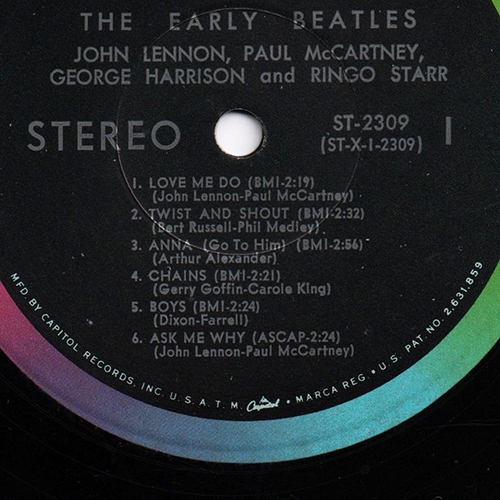 THE EARLY BEATLES
JOHN LENNON, PAUL McCARTNEY,
GEORGE HARRISON and RINGO STARR
STEREO
ST-2309
(ST-X-1-2309)
1
1. LOVE ME DO (BMI-2:19)
(John Lennon-Paul McCartney)
2. TWIST AND SHOUT (BMI-2:32)
(Bert Russell-Phil Medley)
3. ANNA (Go To Him) (BMI-2:56)
(Arthur Alexander)
4. CHAINS (BMI-2:21)
(Gerry Goffin-Carole King)
5. BOYS (BMI-2:24)
(Dixon-Farrell)
6. ASK ME WHY (ASCAP-2:24)
(John Lennon-Paul McCartney)
MFD BY CAPITOL RECORDS, INC. U.S.A. T.M. Capitol • MARCA REG. • U.S. PAT. NO. 2,631,859